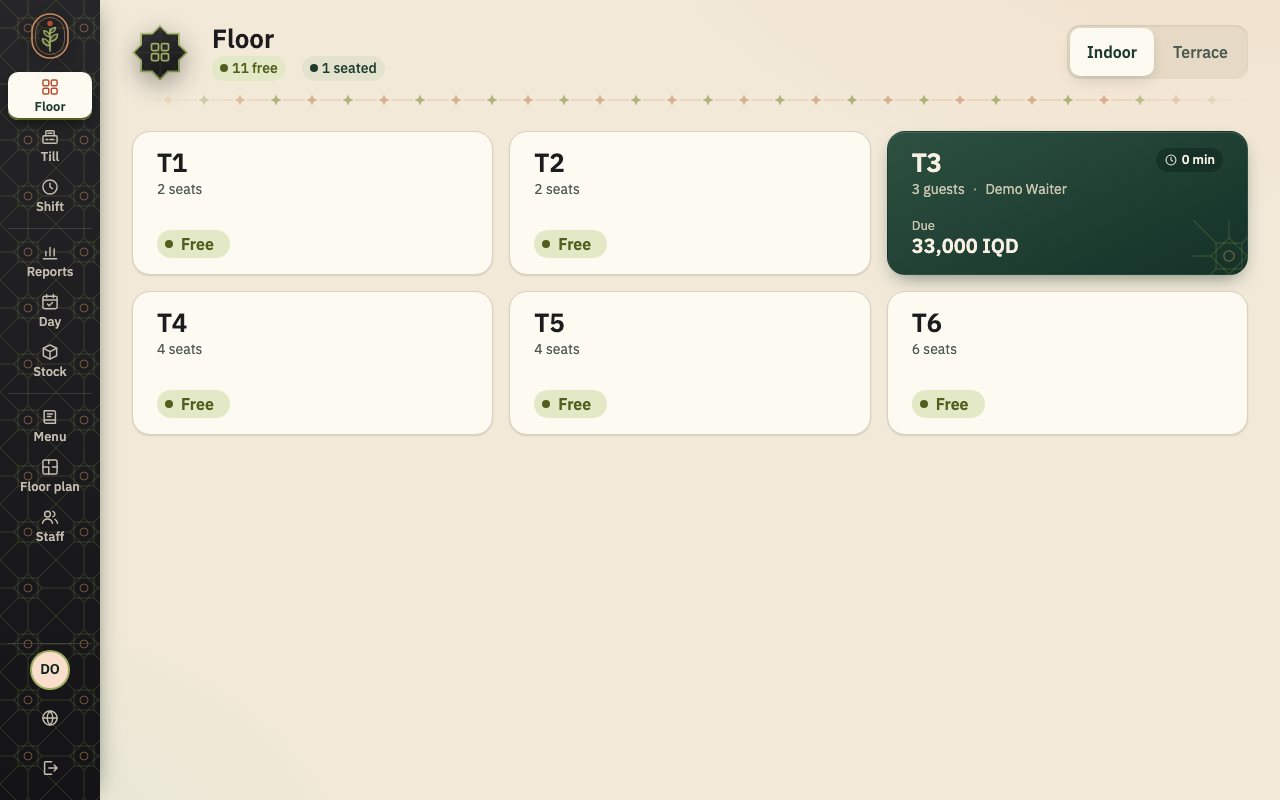 Floor
Till
Shift
Reports
Day
Stock
Menu
Floor plan
Staff
DO
Floor
11 free
1 seated
Indoor
Terrace
T1
2 seats
Free
T2
2 seats
Free
T3
0 min
3 guests · Demo Waiter
Due
33,000 IQD
T4
4 seats
Free
T5
4 seats
Free
T6
6 seats
Free